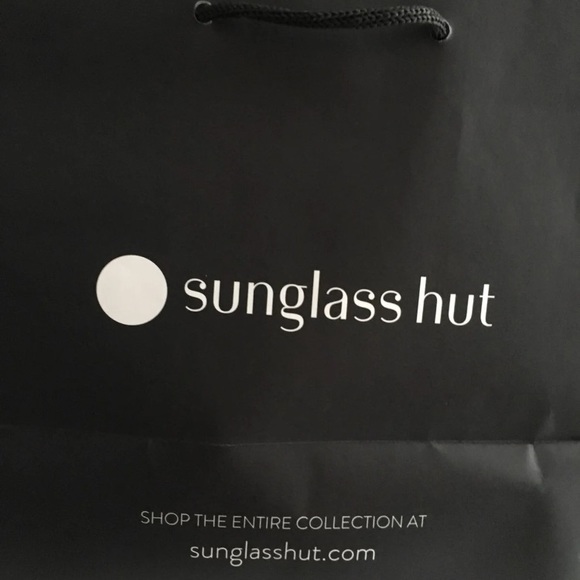 sunglass hut
SHOP THE ENTIRE COLLECTION AT
sunglasshut.com